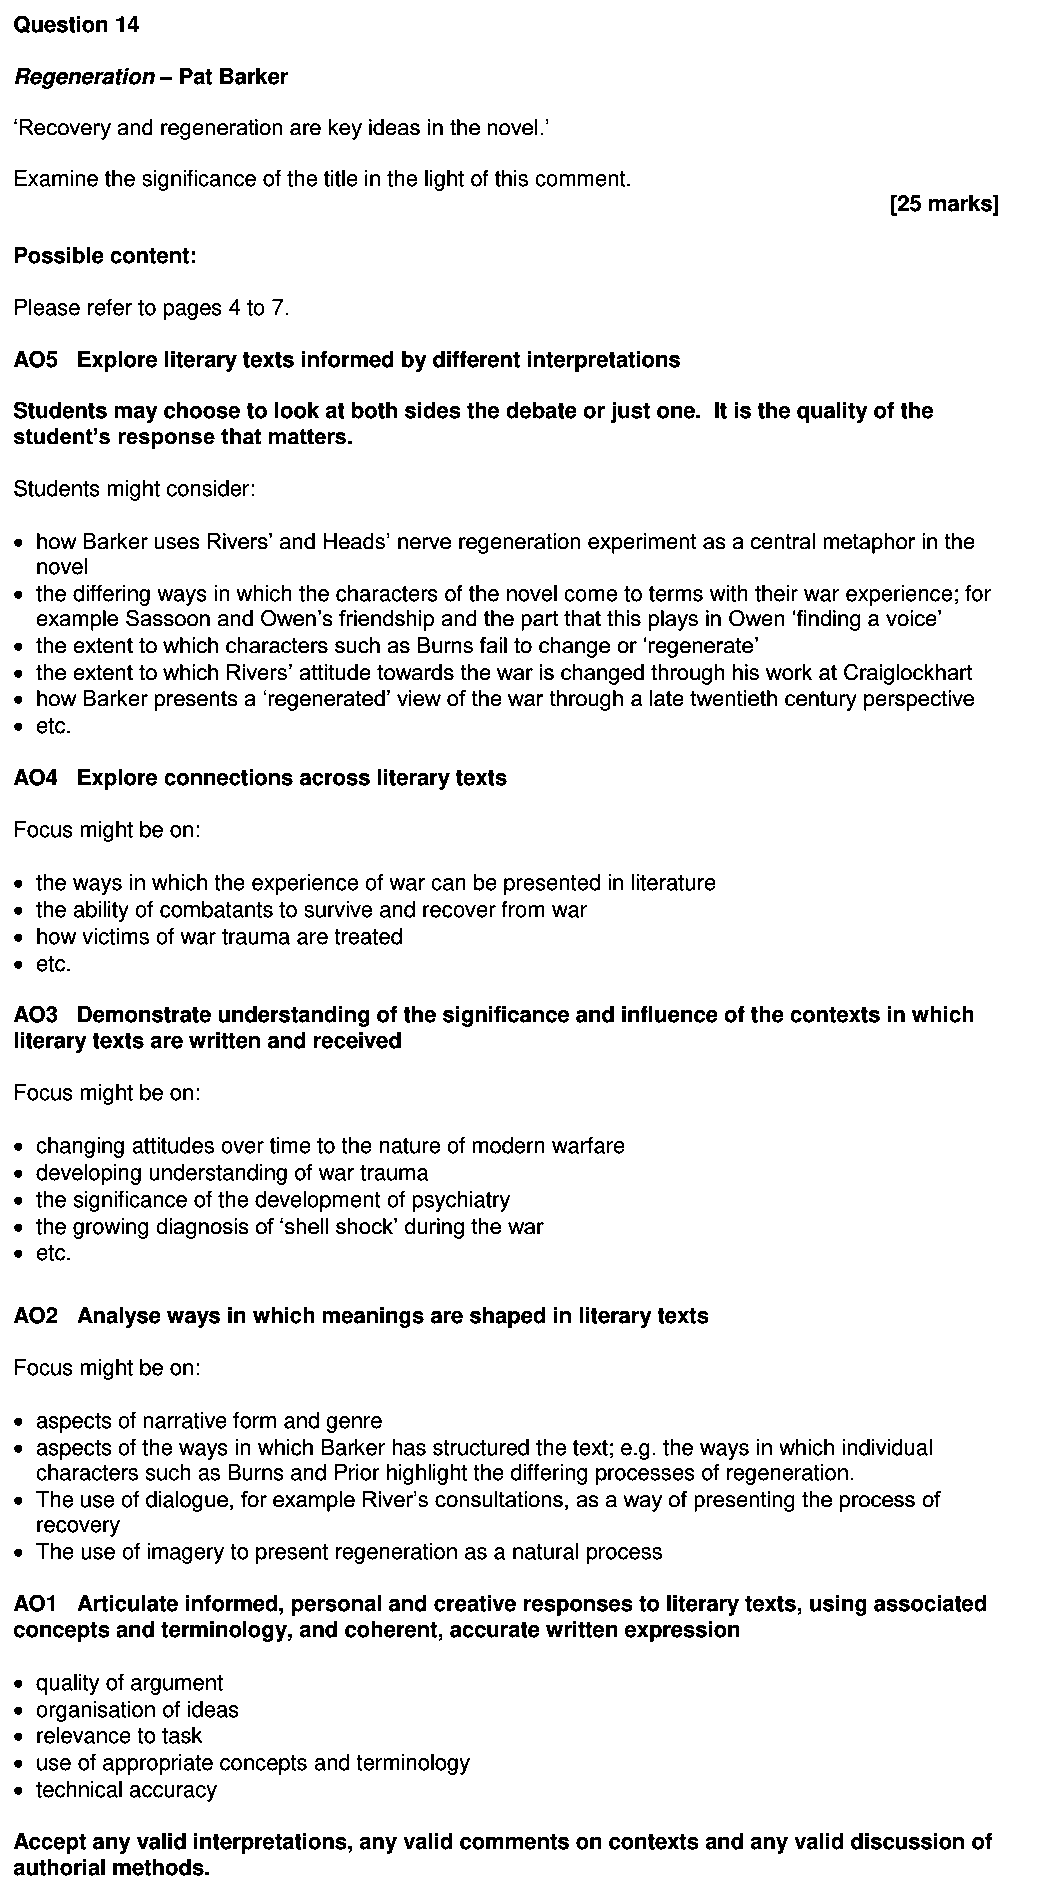 Question 14
Regeneration – Pat Barker
‘Recovery and regeneration are key ideas in the novel.’
Examine the significance of the title in the light of this comment.
[25 marks]
Possible content:
Please refer to pages 4 to 7.
AO5 Explore literary texts informed by different interpretations
Students may choose to look at both sides the debate or just one. It is the quality of the
student’s response that matters.
Students might consider:
• how Barker uses Rivers’ and Heads’ nerve regeneration experiment as a central metaphor in the
novel
• the differing ways in which the characters of the novel come to terms with their war experience; for
example Sassoon and Owen’s friendship and the part that this plays in Owen ‘finding a voice’
• the extent to which characters such as Burns fail to change or ‘regenerate’
• the extent to which Rivers’ attitude towards the war is changed through his work at Craiglockhart
• how Barker presents a ‘regenerated’ view of the war through a late twentieth century perspective
• etc.
AO4 Explore connections across literary texts
Focus might be on:
• the ways in which the experience of war can be presented in literature
• the ability of combatants to survive and recover from war
• how victims of war trauma are treated
• etc.
AO3 Demonstrate understanding of the significance and influence of the contexts in which
literary texts are written and received
Focus might be on:
• changing attitudes over time to the nature of modern warfare
• developing understanding of war trauma
• the significance of the development of psychiatry
• the growing diagnosis of ‘shell shock’ during the war
• etc.
AO2 Analyse ways in which meanings are shaped in literary texts
Focus might be on:
• aspects of narrative form and genre
• aspects of the ways in which Barker has structured the text; e.g. the ways in which individual
characters such as Burns and Prior highlight the differing processes of regeneration.
• The use of dialogue, for example River’s consultations, as a way of presenting the process of
recovery
• The use of imagery to present regeneration as a natural process
AO1 Articulate informed, personal and creative responses to literary texts, using associated
concepts and terminology, and coherent, accurate written expression
• quality of argument
• organisation of ideas
• relevance to task
• use of appropriate concepts and terminology
• technical accuracy
Accept any valid interpretations, any valid comments on contexts and any valid discussion of
authorial methods.